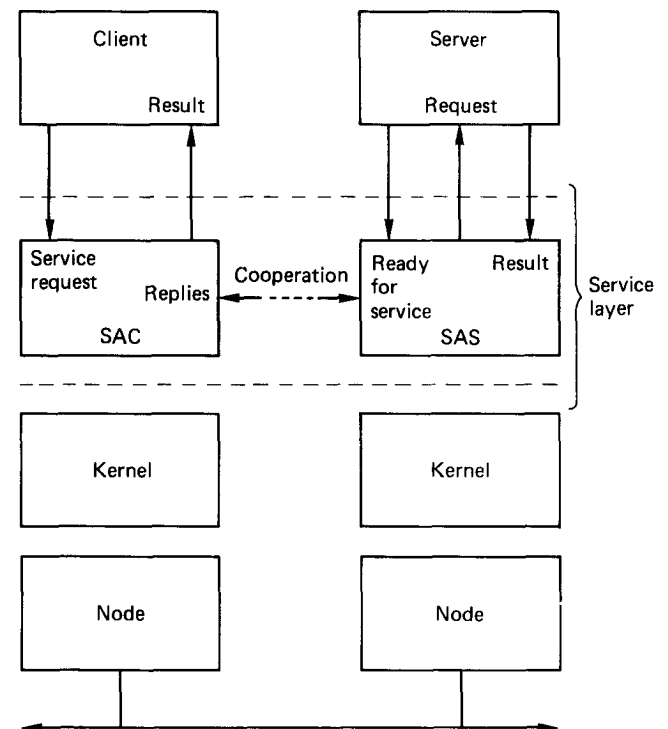 Client
Server
Result
Request
Service
request
Replies
SAC
Cooperation
Ready
for
service
Result
SAS
Service
layer
Kernel
Kernel
Node
Node